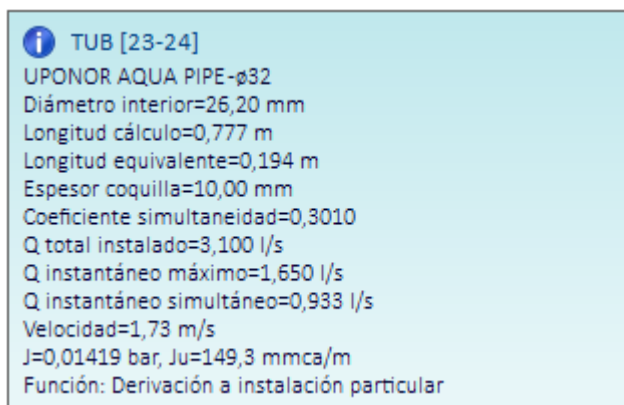 TUB [23-24]
UPONOR AQUA PIPE-ø32
Diámetro interior=26,20 mm
Longitud cálculo=0,777 m
Longitud equivalente=0,194 m
Espesor coquilla=10,00 mm
Coeficiente simultaneidad=0,3010
Q total instalado=3,100 l/s
Q instantáneo máximo=1,650 l/s
Q instantáneo simultáneo=0,933 l/s
Velocidad=1,73 m/s
J=0,01419 bar, Ju=149,3 mmca/m
Función: Derivación a instalación particular